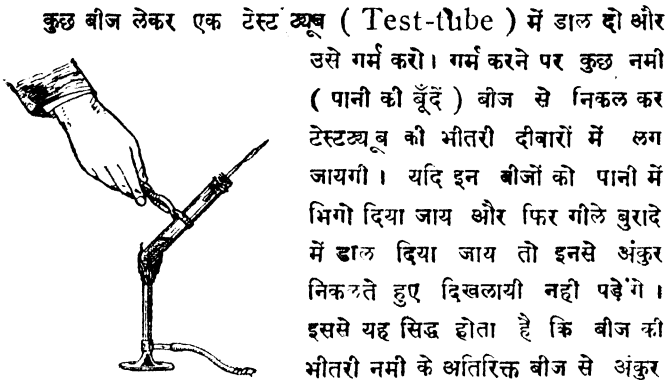 कुछ बीज लेकर एक टेस्ट ट्यूब ( Test-tube ) में डाल दो और
उसे गर्म करो। गर्म करने पर कुछ नमी
( पानी की बूँदें ) बीज से निकल कर
टेस्टट्यूब की भीतरी दीवारों में लग
जायगी । यदि इन बीजों को पानी में
भिगो दिया जाय और फिर गीले बुरादे
में डाल दिया जाय तो इनसे अंकुर
निकलते हुए दिखलायी नही पड़ेंगे ।
इससे यह सिद्ध होता है कि बीज की
भीतरी नमी के अतिरिक्त बीज से अंकुर